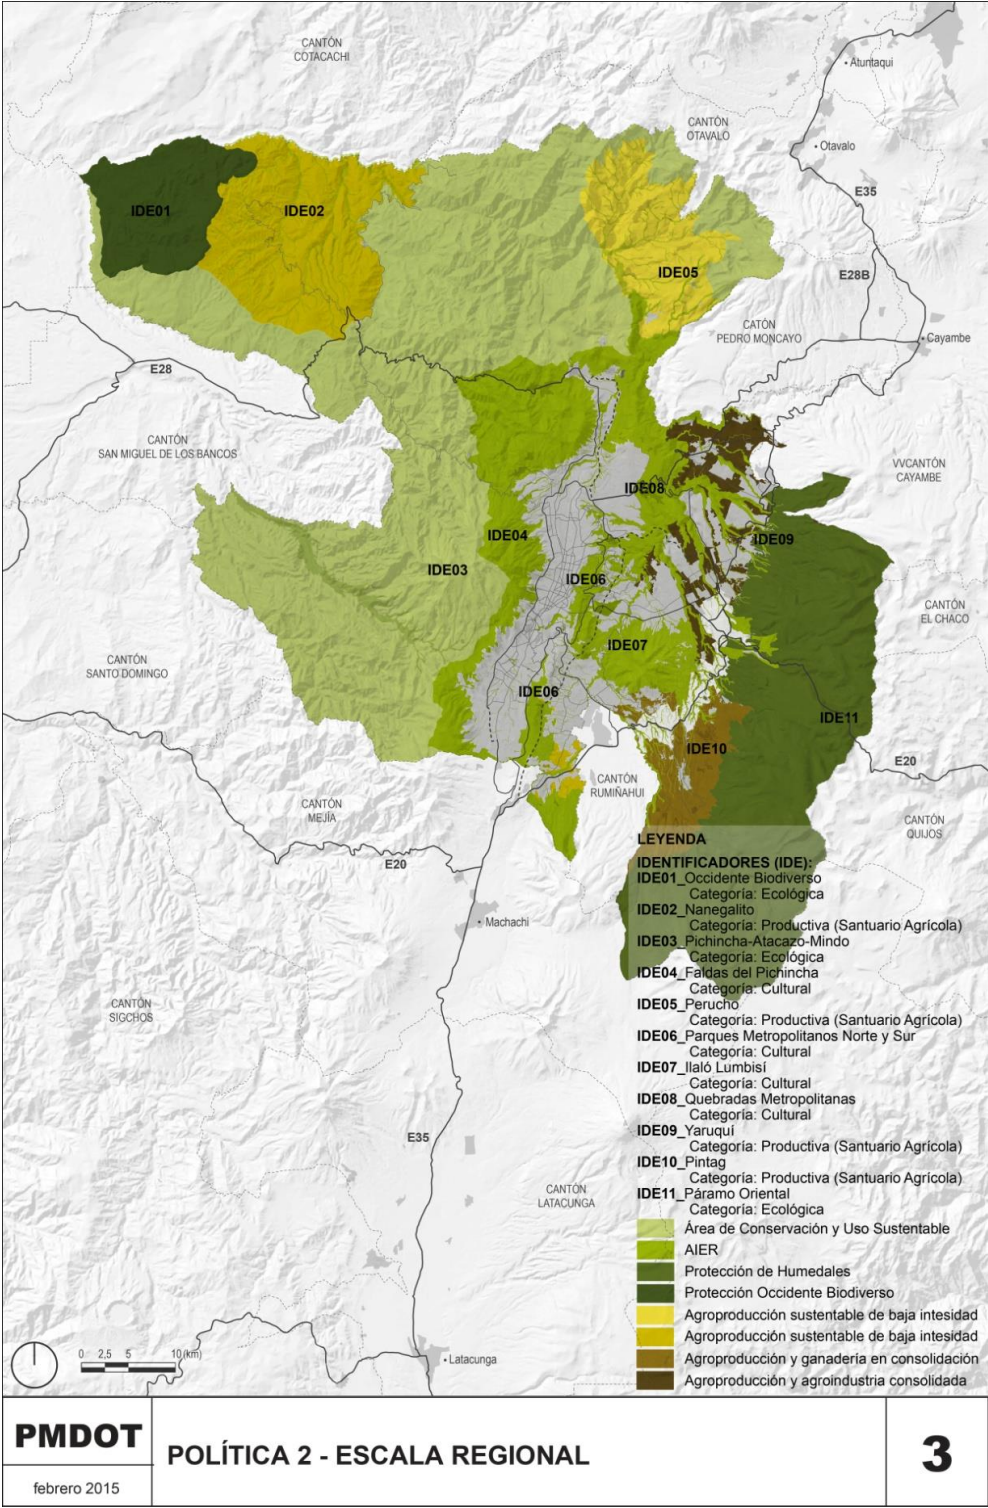 CANTÓN
COTACACHI
Atuntaqui
CANTÓN
OTAVALO
Otavalo
E35
IDE01
IDE02
IDE05
E28B
CATÓN
PEDRO MONCAYO
Cayambe
E28
CANTÓN
SAN MIGUEL DE LOS BANCOS
VVCANTÓN
CAYAMBE
IDE08
IDE04
IDE09
IDE03
IDE06
CANTÓN
EL CHACO
IDE07
CANTÓN
SANTO DOMINGO
IDE06
IDE11
IDE10
E20
CANTÓN
RUMIÑAHUI
CANTÓN
MEJÍA
CANTÓN
QUIJOS
E20
Machachi
CANTÓN
SIGCHOS
E35
CANTÓN
LATACUNGA
LEYENDA
IDENTIFICADORES (IDE):
IDE01_Occidente Biodiverso
Categoría: Ecológica
IDE02_Nanegalito
Categoría: Productiva (Santuario Agrícola)
IDE03_Pichincha-Atacazo-Mindo
Categoría: Ecológica
IDE04_Faldas del Pichincha
Categoría: Cultural
IDE05_Perucho
Categoría: Productiva (Santuario Agrícola)
IDE06_Parques Metropolitanos Norte y Sur
Categoría: Cultural
IDE07_Ilaló Lumbisí
Categoría: Cultural
IDE08_Quebradas Metropolitanas
Categoría: Cultural
IDE09_Yaruquí
Categoría: Productiva (Santuario Agrícola)
IDE10_Pintag
Categoría: Productiva (Santuario Agrícola)
IDE11_Páramo Oriental
Categoría: Ecológica
Área de Conservación y Uso Sustentable
AIER
Protección de Humedales
Protección Occidente Biodiverso
Agroproducción sustentable de baja intesidad
Agroproducción sustentable de baja intesidad
Agroproducción y ganadería en consolidación
Agroproducción y agroindustria consolidada
0 2,5 5 10 (km)
Latacunga
PMDOT
febrero 2015
POLÍTICA 2 - ESCALA REGIONAL
3